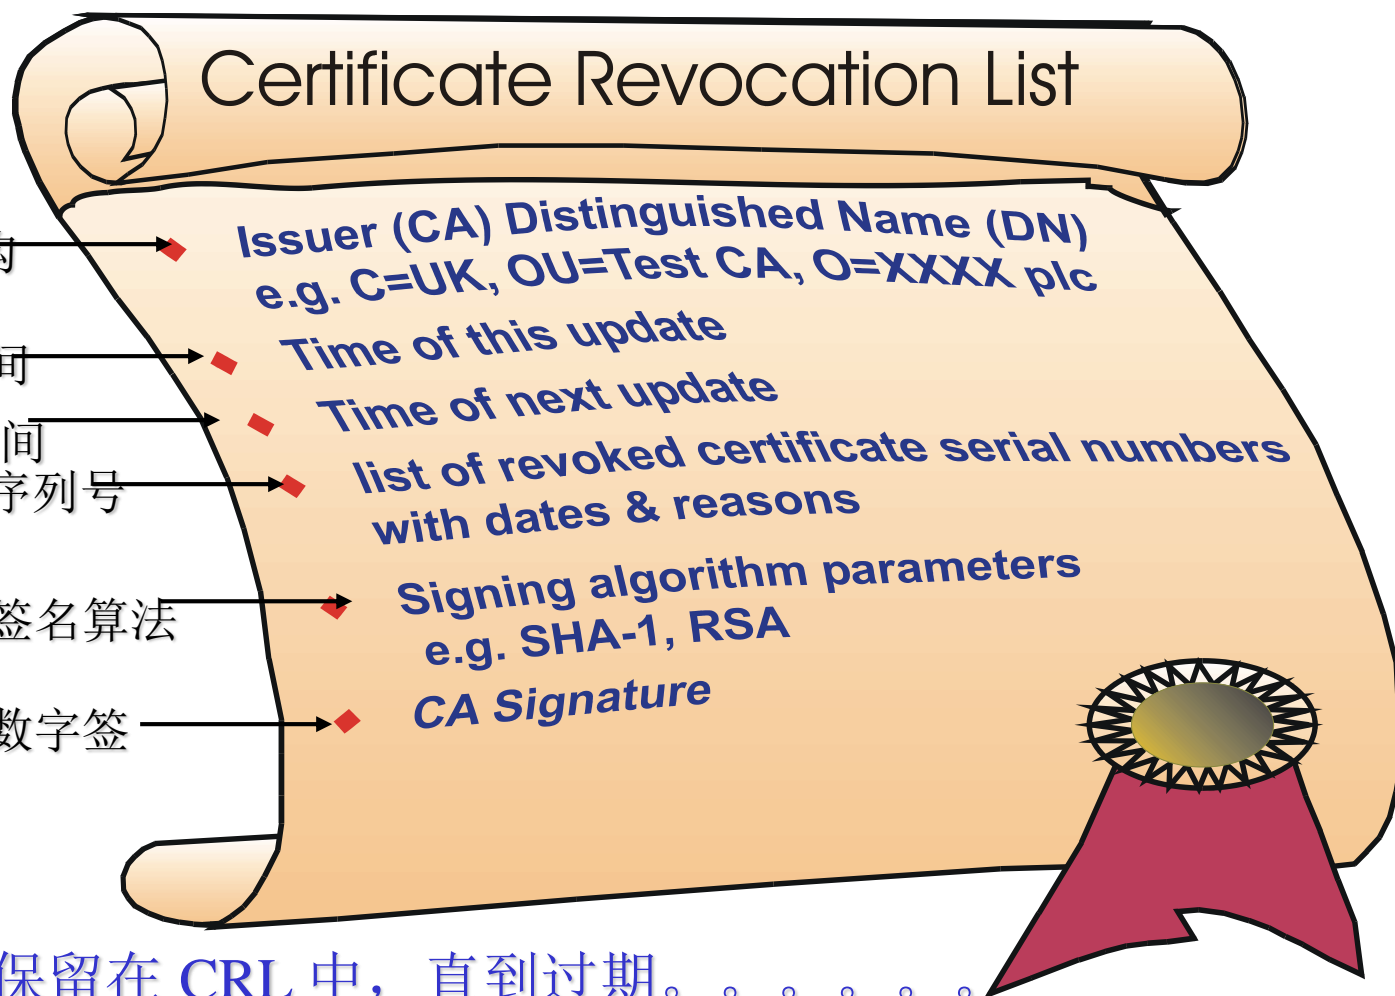 Certificate Revocation List
Issuer (CA) Distinguished Name (DN)
e.g. C=UK, OU=Test CA, O=XXXX plc
间
Time of this update
间
Time of next update
序列号
list of revoked certificate serial numbers
with dates & reasons
签名算法
Signing algorithm parameters
e.g. SHA-1, RSA
数字签
CA Signature
保留在 CRL 中，直到过期。。。。。。